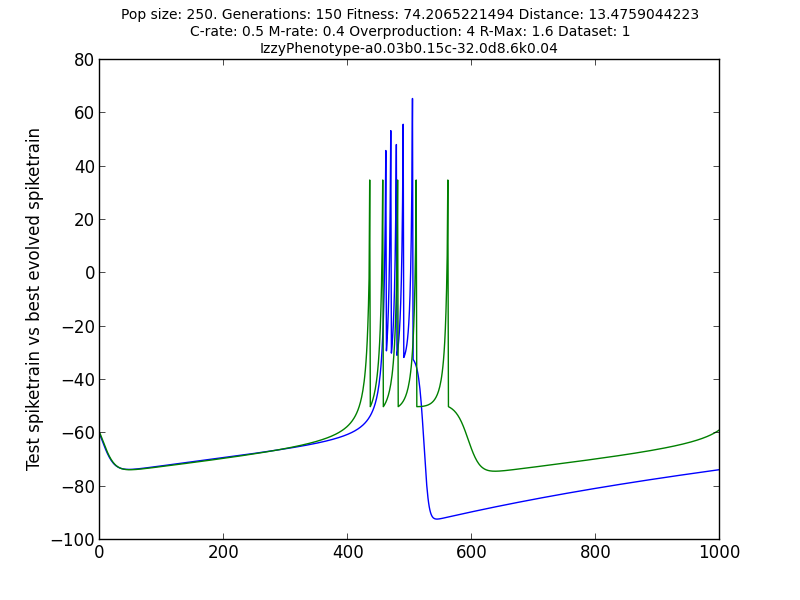 Pop size: 250. Generations: 150 Fitness: 74.2065221494 Distance: 13.4759044223
C-rate: 0.5 M-rate: 0.4 Overproduction: 4 R-Max: 1.6 Dataset: 1
IzzyPhenotype-a0.03b0.15c-32.0d8.6k0.04
Test spiketrain vs best evolved spiketrain
80
60
40
20
0
−20
−40
−60
−80
−100
0 200 400 600 800 1000